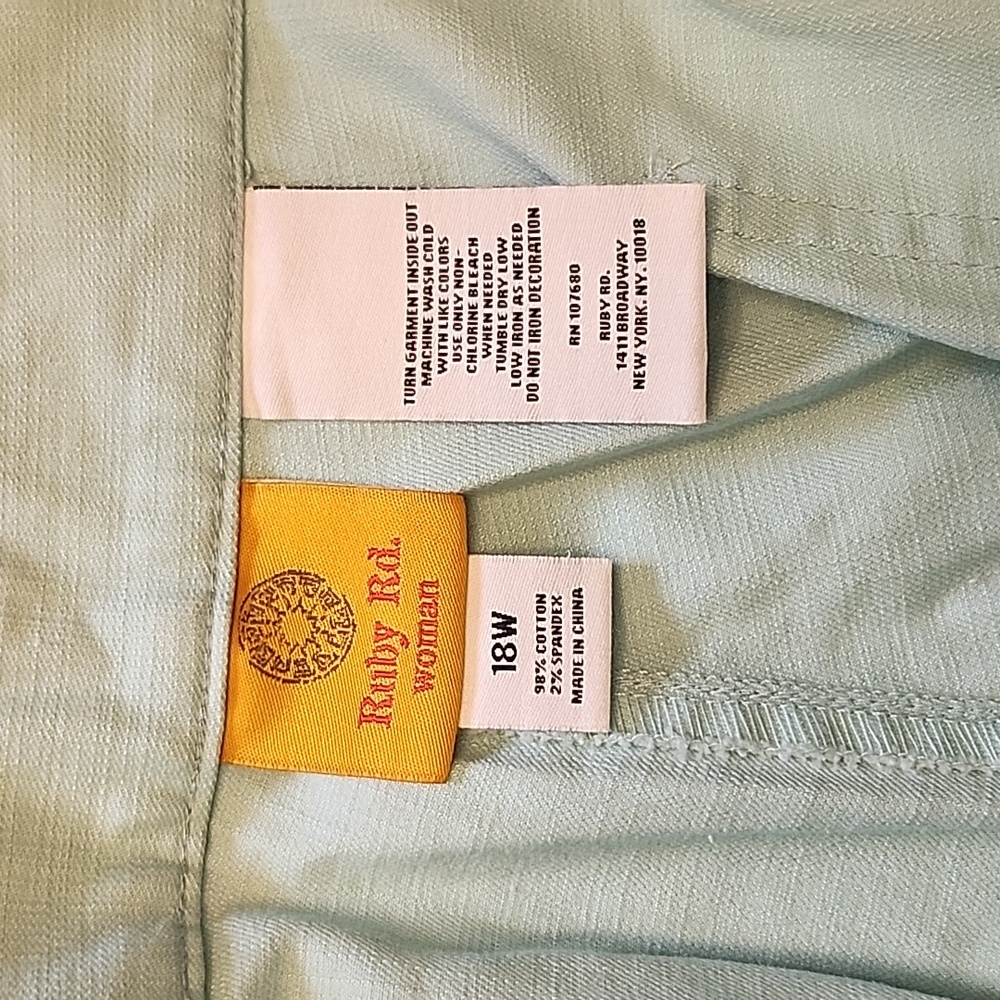 TURN GARMENT INSIDE OUT
MACHINE WASH COLD
WITH LIKE COLORS
USE ONLY NON-
CHLORINE BLEACH
WHEN NEEDED
TUMBLE DRY LOW
LOW IRON AS NEEDED
DO NOT IRON DECORATION
RN 107680
RUBY RD.
1411 BROADWAY
NEW YORK. NY. 10018
Ruby Rd.
woman
18W
98% COTTON
2% SPANDEX
MADE IN CHINA